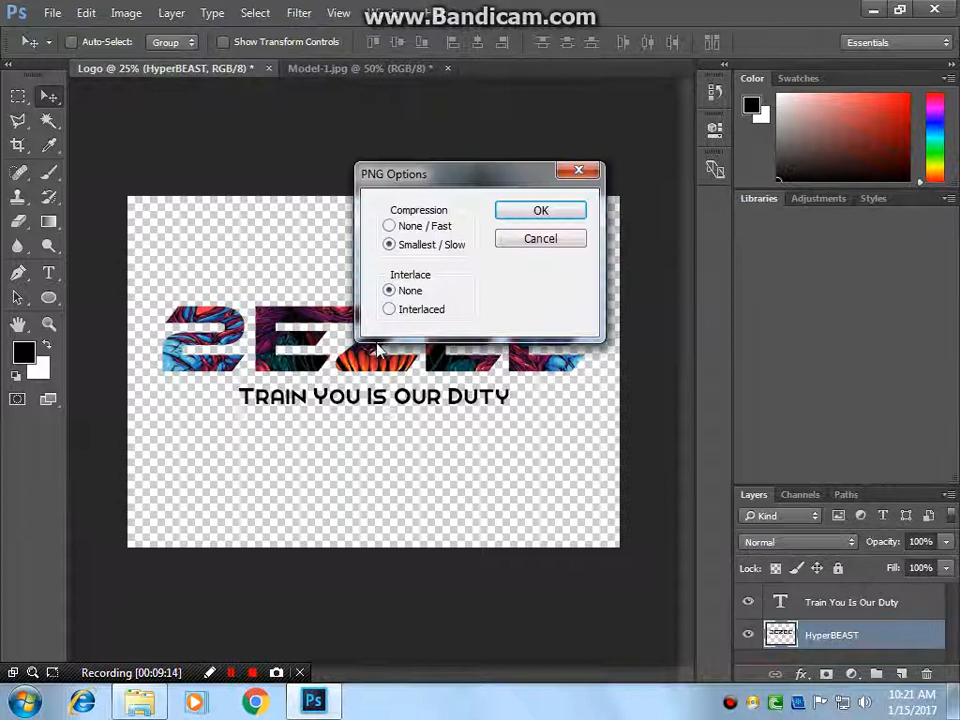 www.Bandicam.com
Ps File Edit Image Layer Type Select Filter View
Auto-Select: Group Show Transform Controls Essentials
Logo @ 25% (HyperBEAST, RGB/8) * Model-1.jpg @ 50% (RGB/8) *
Color Swatches
PNG Options
Compression
None / Fast
Smallest / Slow
OK
Cancel
Interlace
None
Interlaced
Libraries Adjustments Styles
Train You Is Our Duty
Layers Channels Paths
Kind
Normal Opacity: 100%
Lock: Fill: 100%
T Train You Is Our Duty
HyperBEAST
Recording [00:09:14]
Ps
10:21 AM
1/15/2017